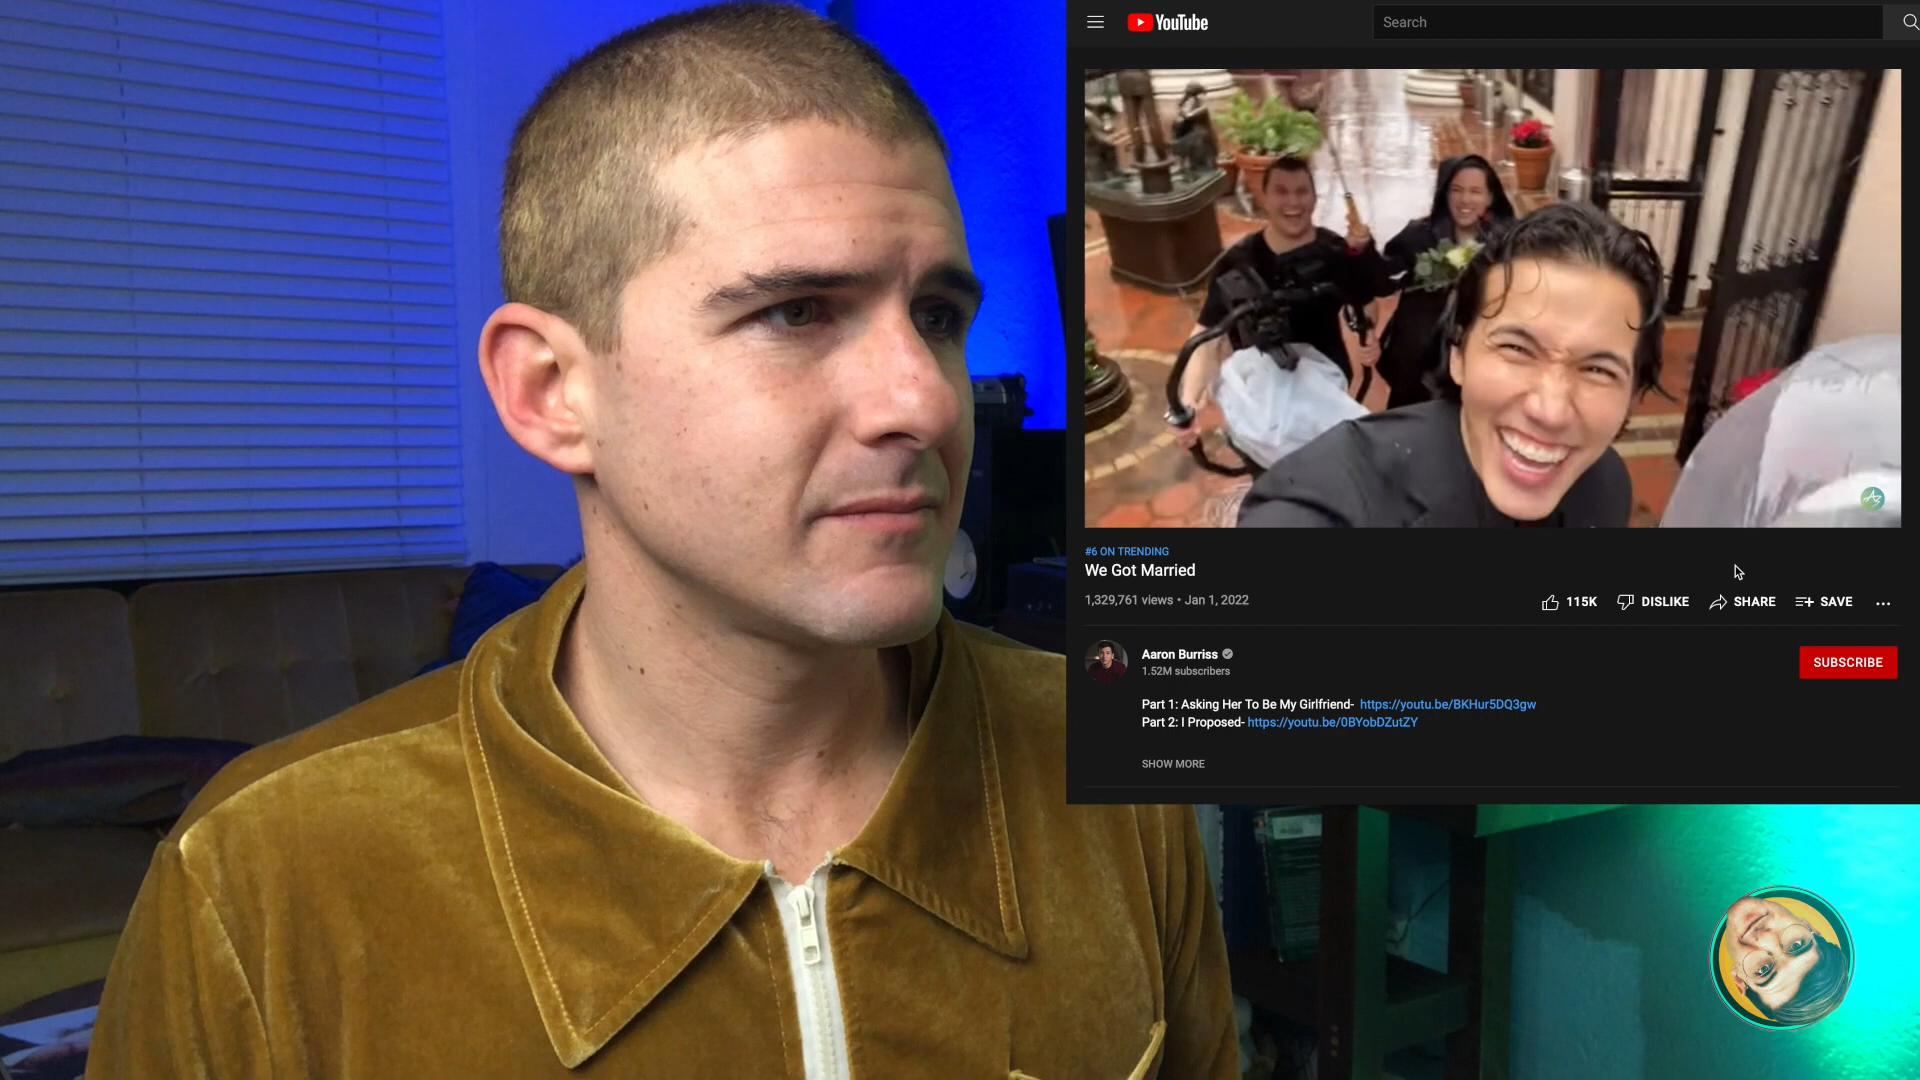 YouTube
Search
#6 ON TRENDING
We Got Married
1,329,761 views • Jan 1, 2022
115K DISLIKE SHARE SAVE ...
Aaron Burriss
1.52M subscribers
SUBSCRIBE
Part 1: Asking Her To Be My Girlfriend- https://youtu.be/BKHur5DQ3gw
Part 2: I Proposed- https://youtu.be/0BYobDZutZY
SHOW MORE